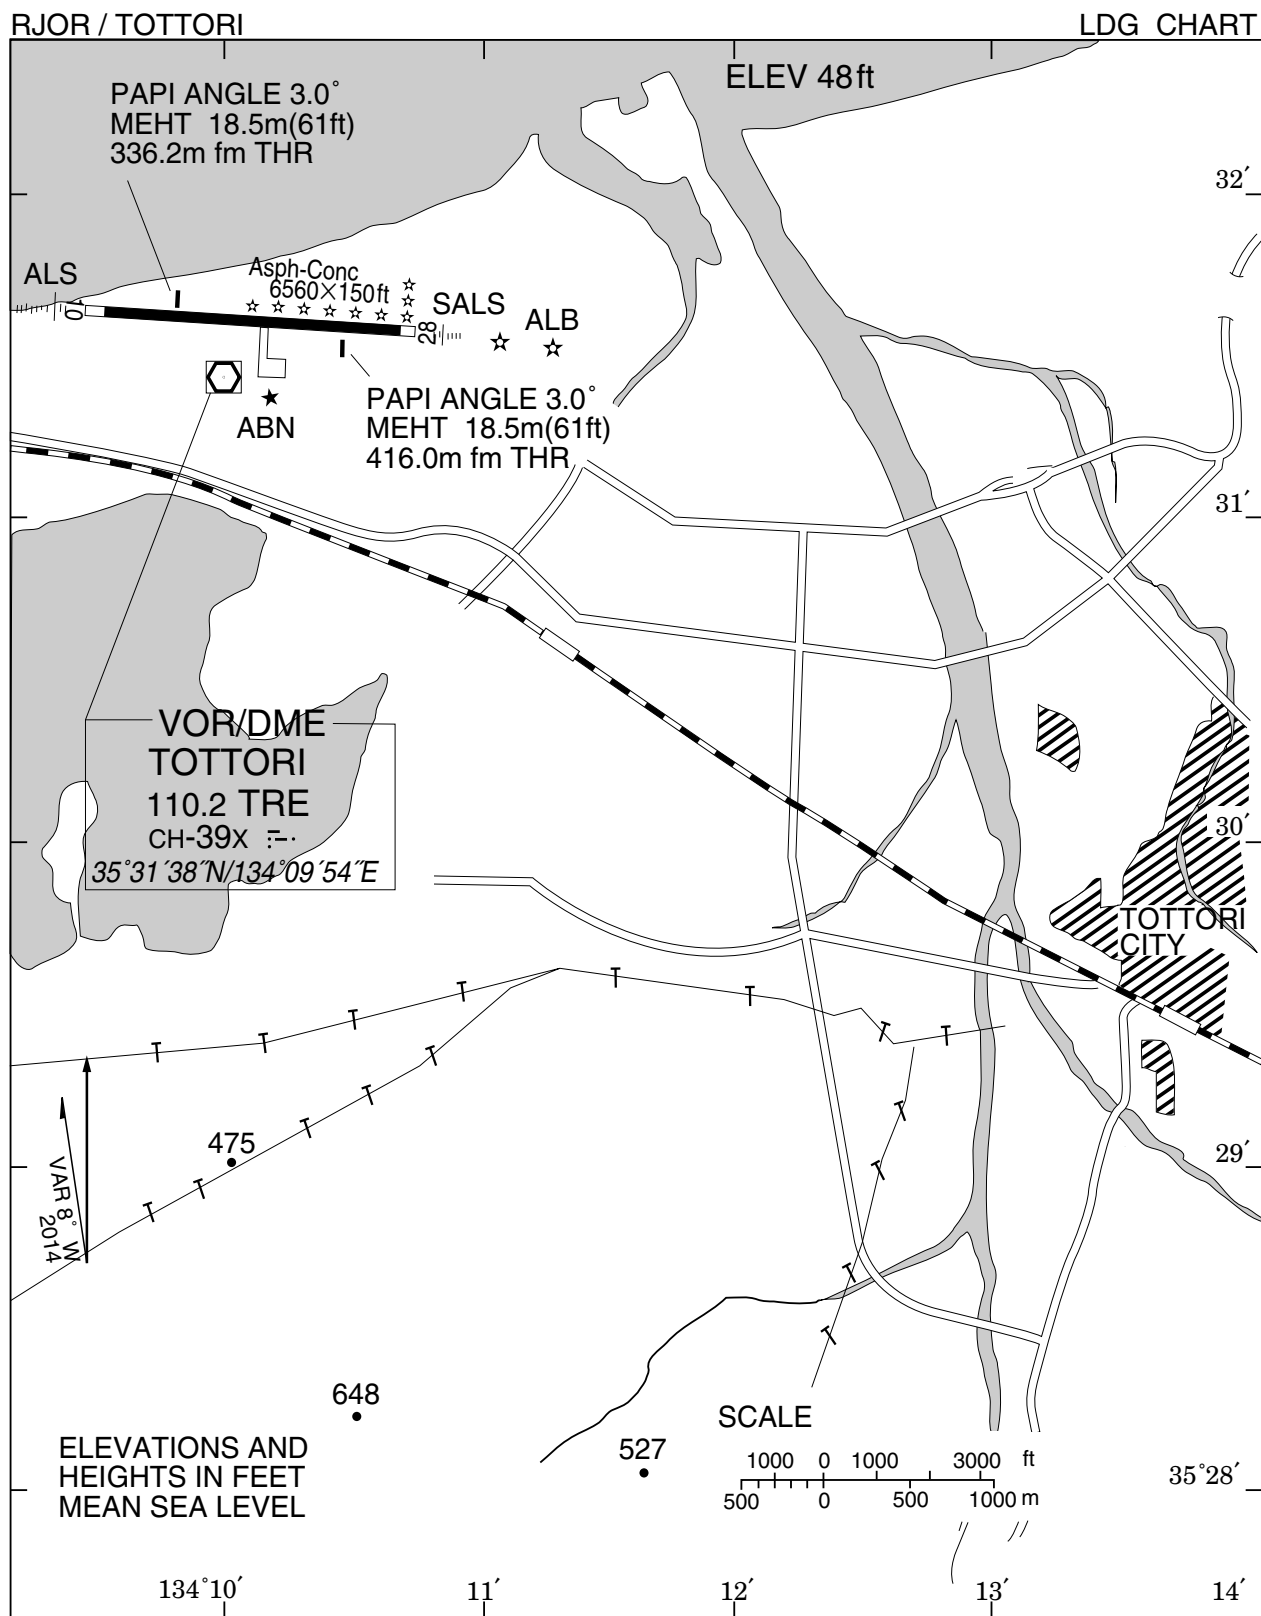 RJOR / TOTTORI
LDG CHART
ELEV 48ft
PAPI ANGLE 3.0°
MEHT 18.5m(61ft)
336.2m fm THR
32′
ALS
Asph-Conc
6560×150ft
SALS
ALB
10
28
PAPI ANGLE 3.0°
MEHT 18.5m(61ft)
416.0m fm THR
ABN
31′
VOR/DME
TOTTORI
110.2 TRE
CH-39X
35°31′38″N/134°09′54″E
30′
TOTTORI
CITY
475
29′
VAR 8° W
2014
648
527
SCALE
1000 0 1000 3000 ft
500 0 500 1000 m
ELEVATIONS AND
HEIGHTS IN FEET
MEAN SEA LEVEL
35°28′
134°10′ 11′ 12′ 13′ 14′